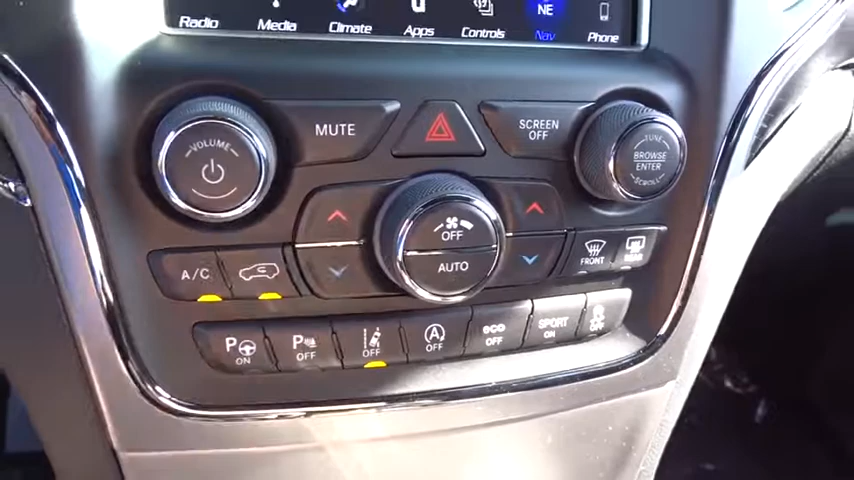 NE
Radio Media Climate Apps Controls Nav Phone
VOLUME
MUTE
SCREEN
OFF
TUNE
BROWSE
ENTER
SCROLL
OFF
AUTO
A/C
FRONT
REAR
P ON
P OFF
OFF
A OFF
eco OFF
SPORT ON
OFF